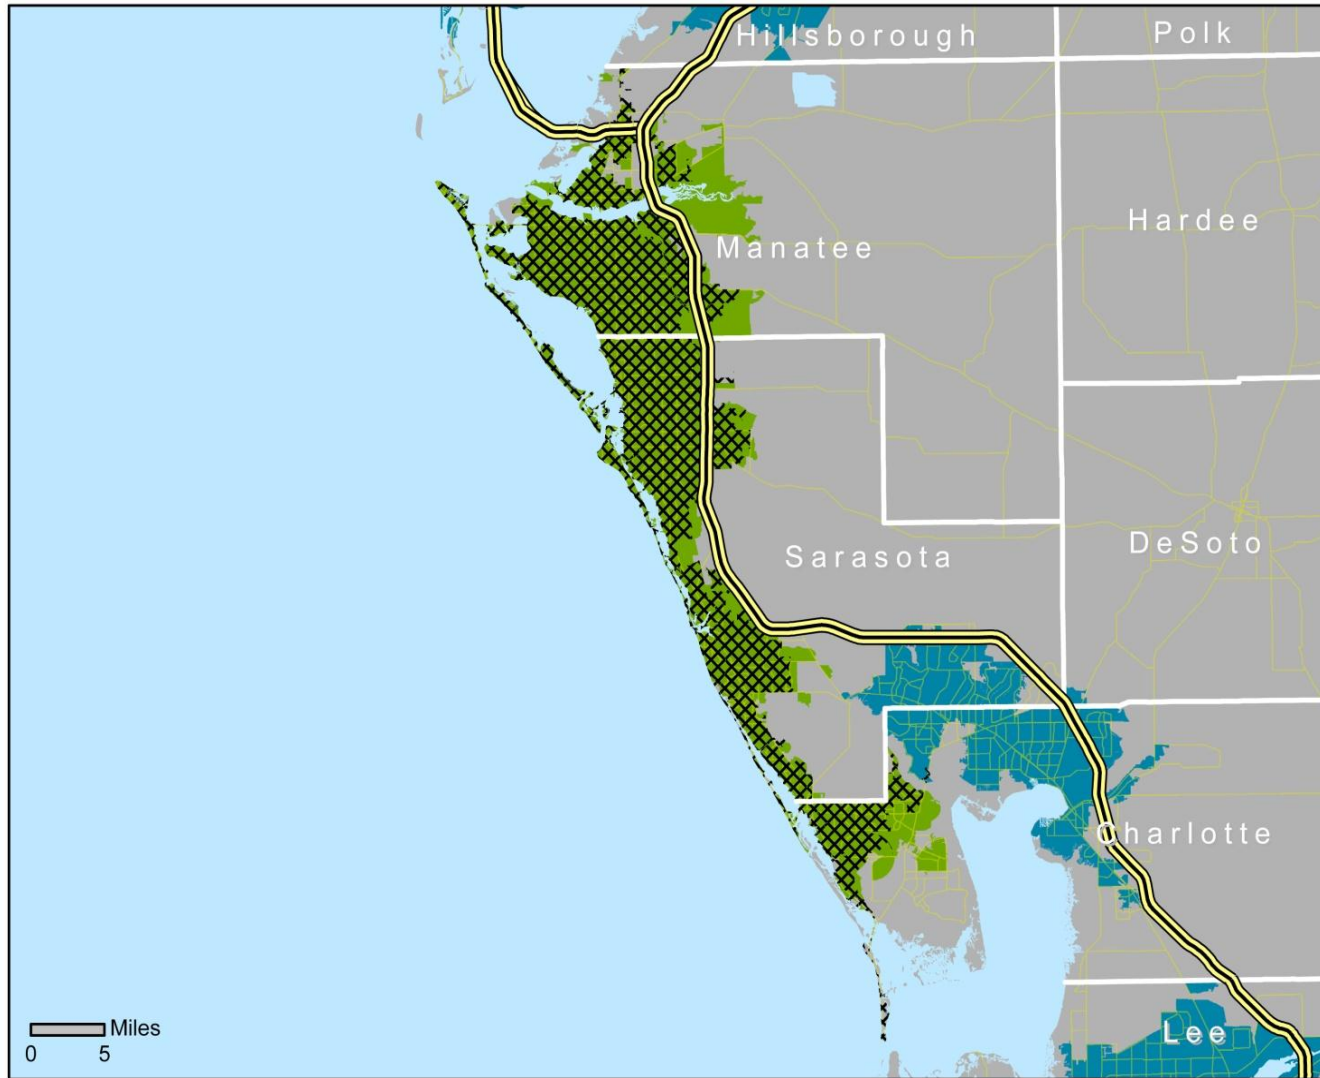 Hillsborough
Polk
Hardee
Manatee
Sarasota
DeSoto
Charlotte
Lee
Miles
0 5